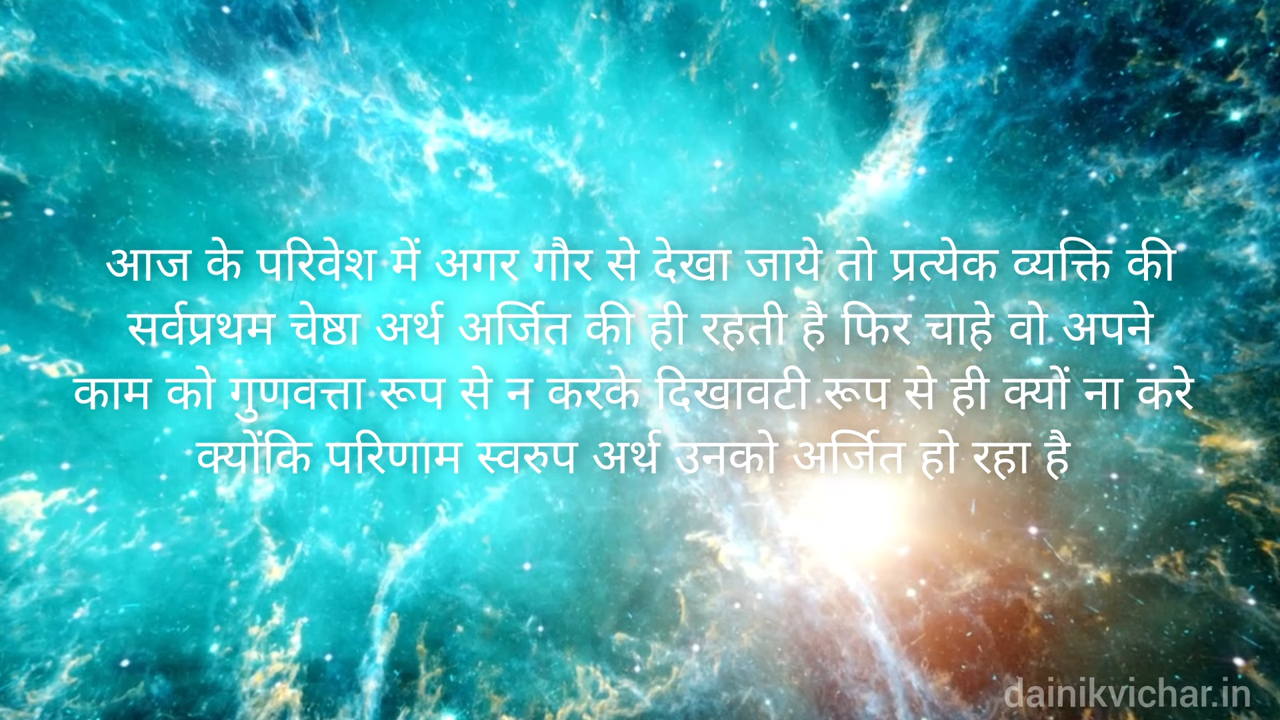 आज के परिवेश में अगर गौर से देखा जाये तो प्रत्येक व्यक्ति की
सर्वप्रथम चेष्ठा अर्थ अर्जित की ही रहती है फिर चाहे वो अपने
काम को गुणवत्ता रूप से न करके दिखावटी रूप से ही क्यों ना करे
क्योंकि परिणाम स्वरुप अर्थ उनको अर्जित हो रहा है
dainikvichar.in